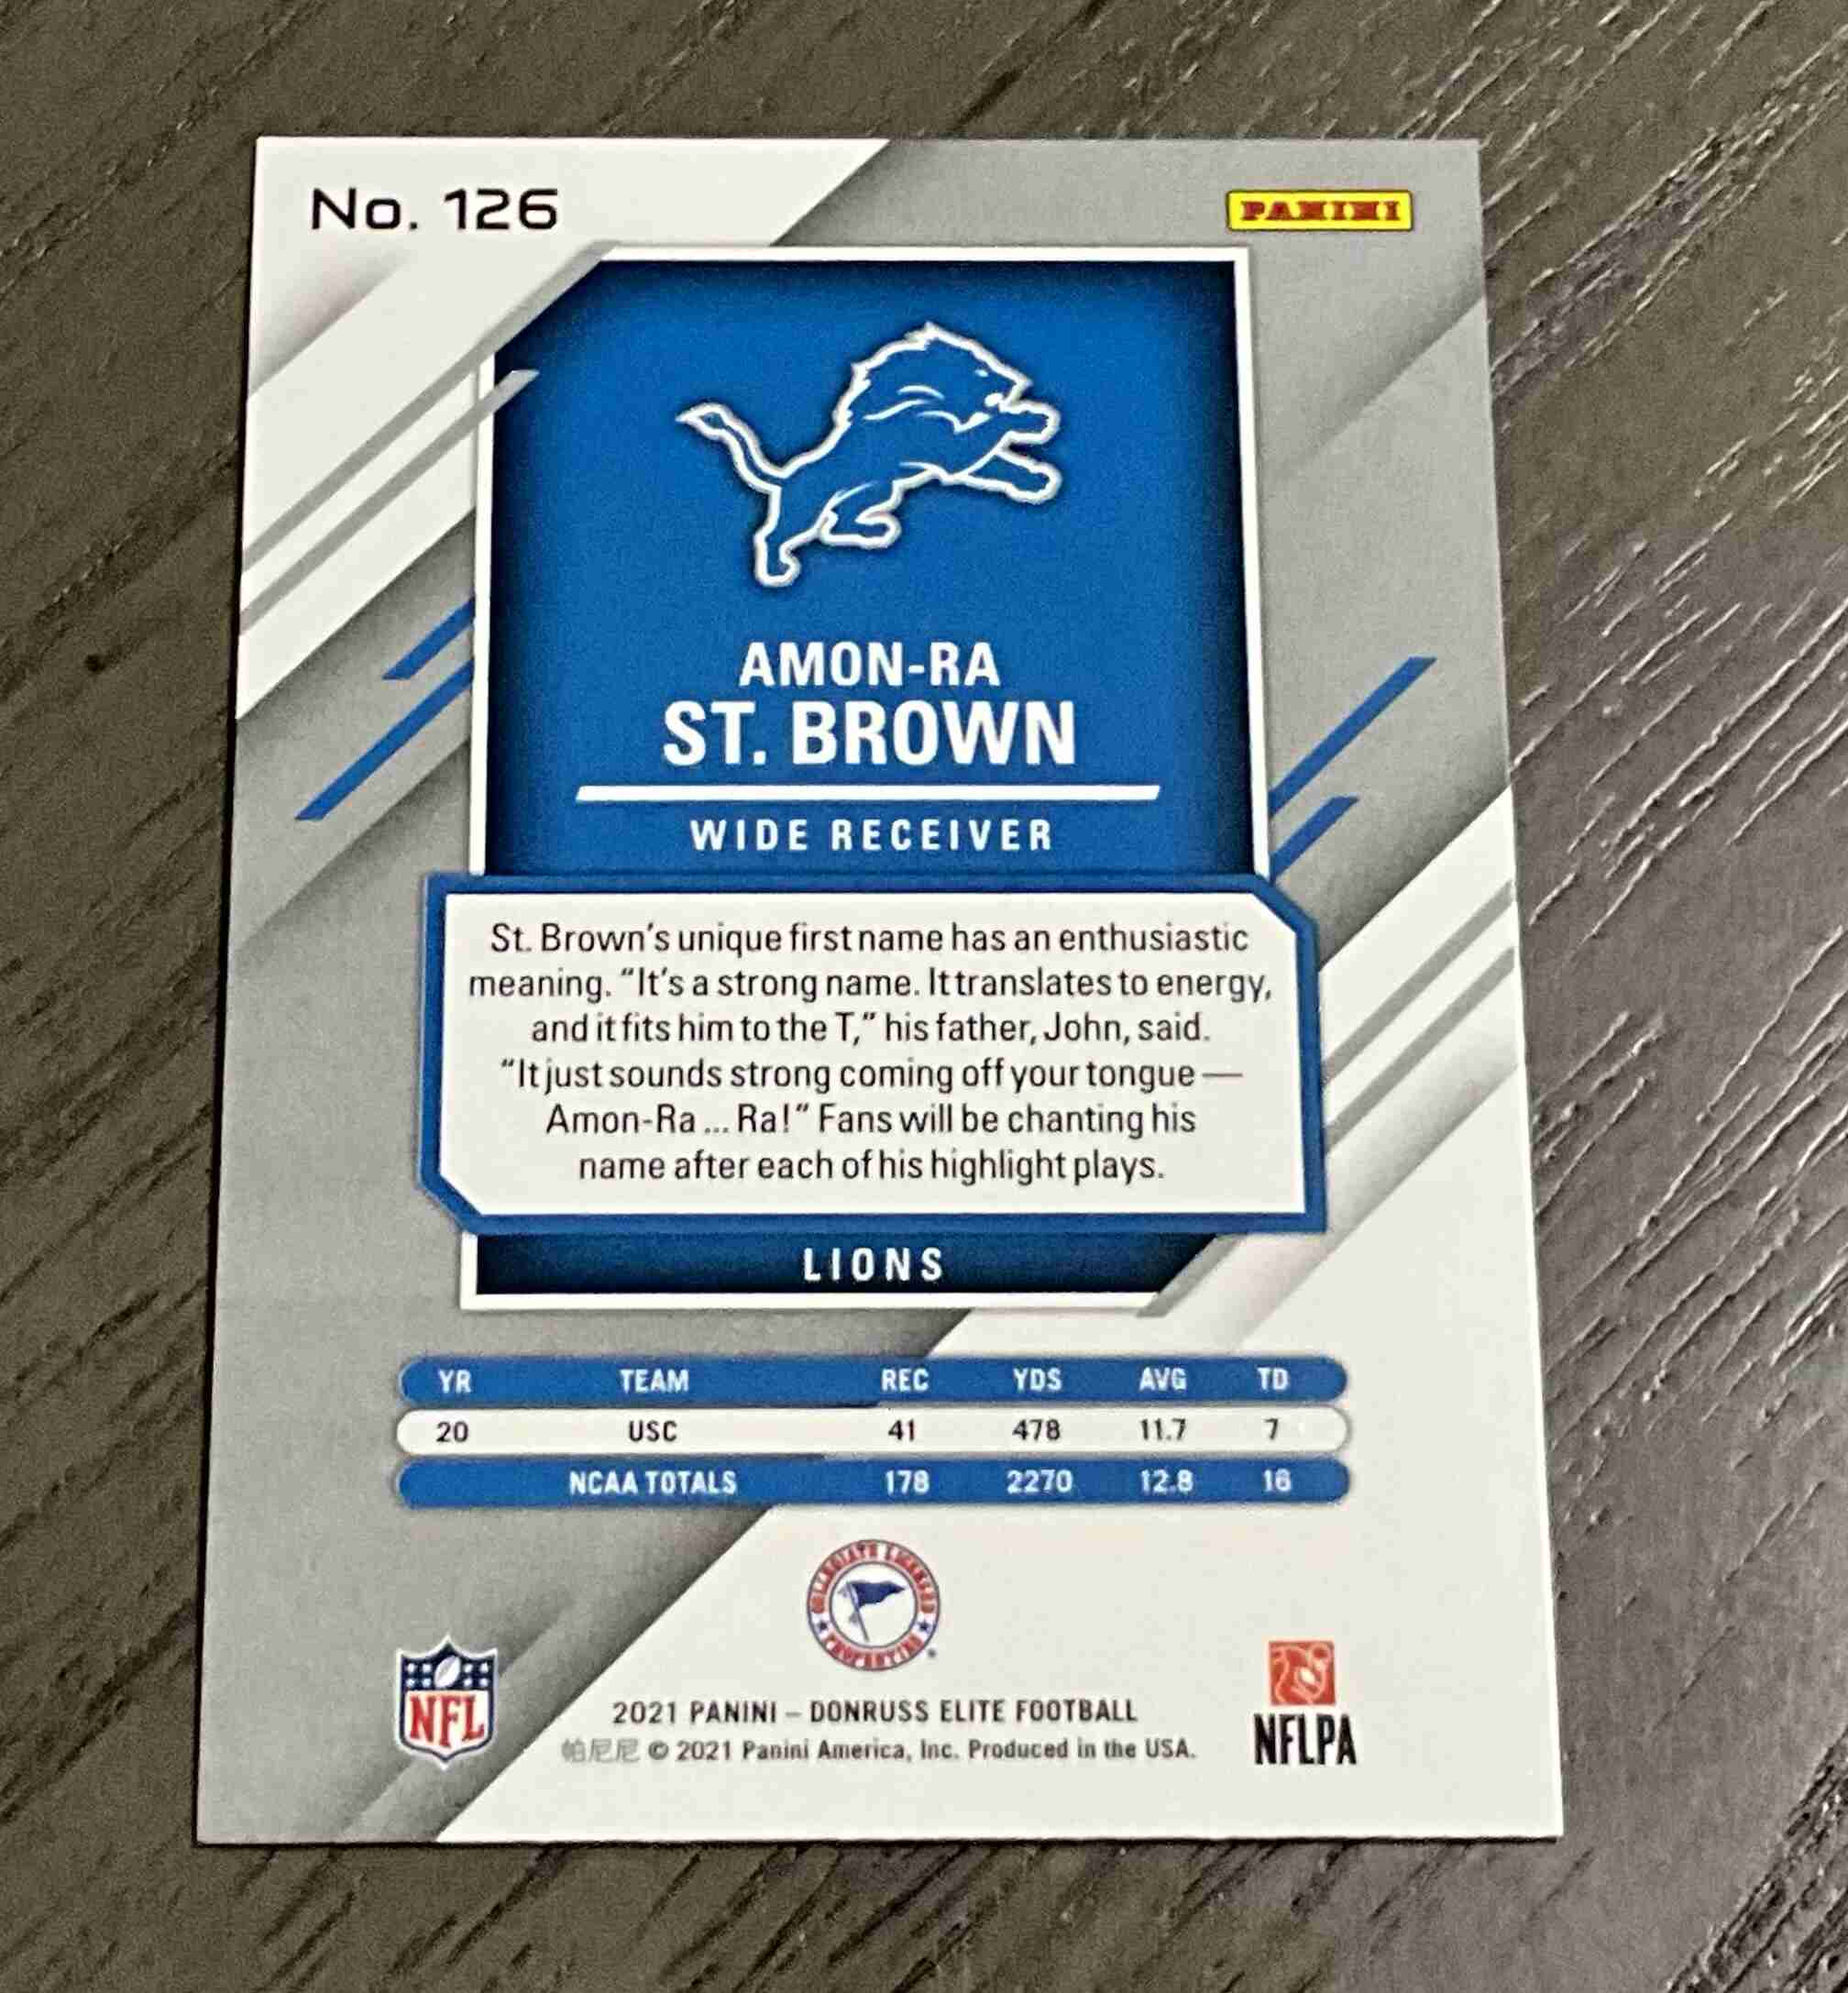 No. 126
PANINI
AMON-RA
ST. BROWN
WIDE RECEIVER
St. Brown's unique first name has an enthusiastic
meaning. “It's a strong name. It translates to energy,
and it fits him to the T,” his father, John, said.
“It just sounds strong coming off your tongue—
Amon-Ra ... Ra!” Fans will be chanting his
name after each of his highlight plays.
LIONS
YR TEAM REC YDS AVG TD
20 USC 41 478 11.7 7
NCAA TOTALS 178 2270 12.8 16
COLLEGIATE LICENSED
PROPERTIES
NFL
2021 PANINI – DONRUSS ELITE FOOTBALL
帕尼尼 © 2021 Panini America, Inc. Produced in the USA.
NFLPA